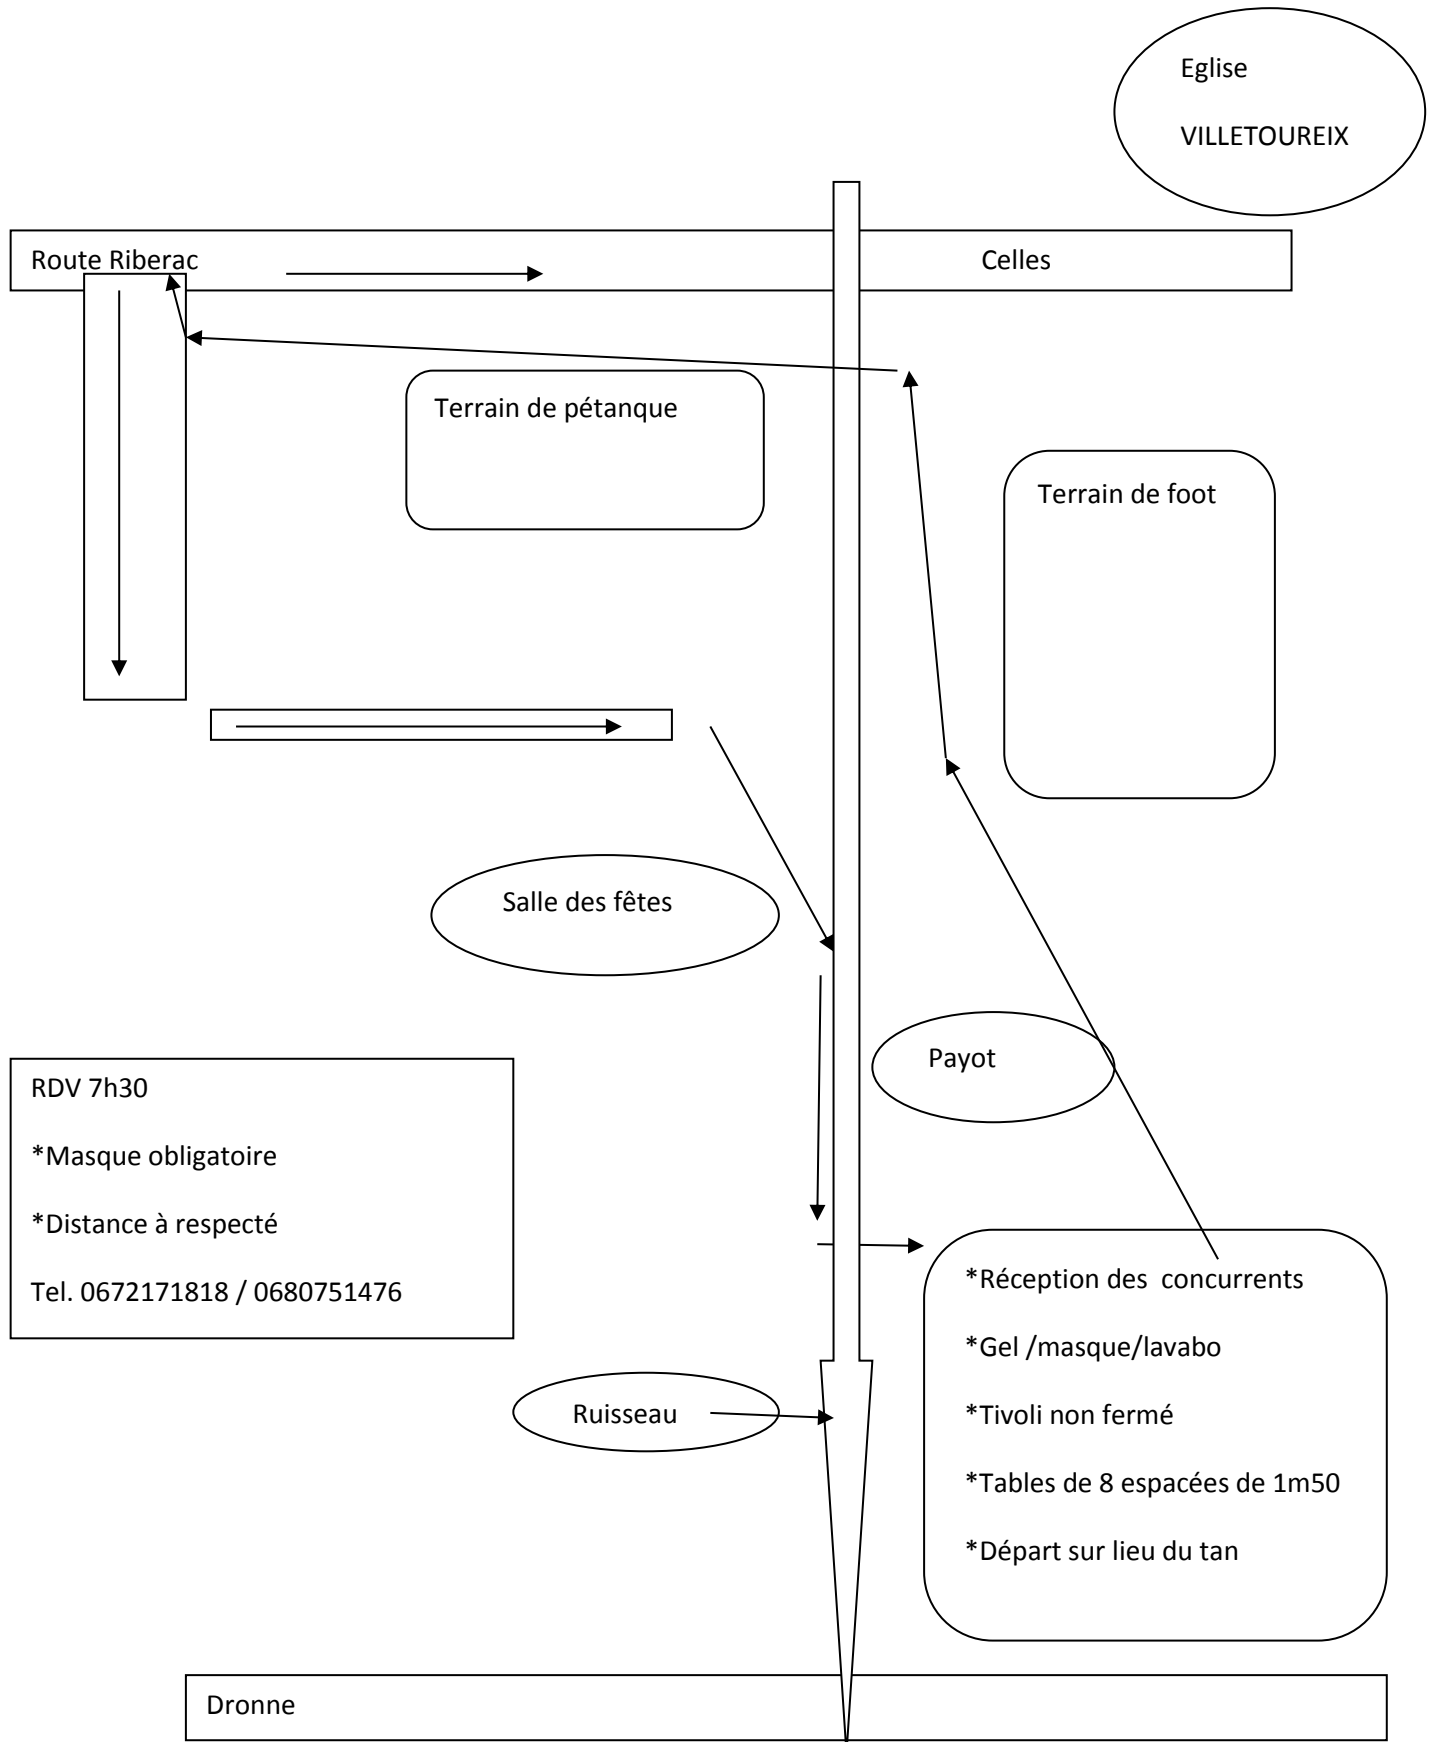 Eglise
VILLETOUREIX
Route Riberac
Celles
Terrain de pétanque
Terrain de foot
Salle des fêtes
Payot
RDV 7h30
*Masque obligatoire
*Distance à respecté
Tel. 0672171818 / 0680751476
*Réception des  concurrents
*Gel /masque/lavabo
*Tivoli non fermé
*Tables de 8 espacées de 1m50
*Départ sur lieu du tan
Ruisseau
Dronne